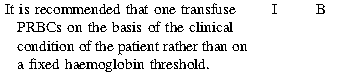 It is recommended that one transfuse I B
PRBCs on the basis of the clinical
condition of the patient rather than on
a fixed haemoglobin threshold.